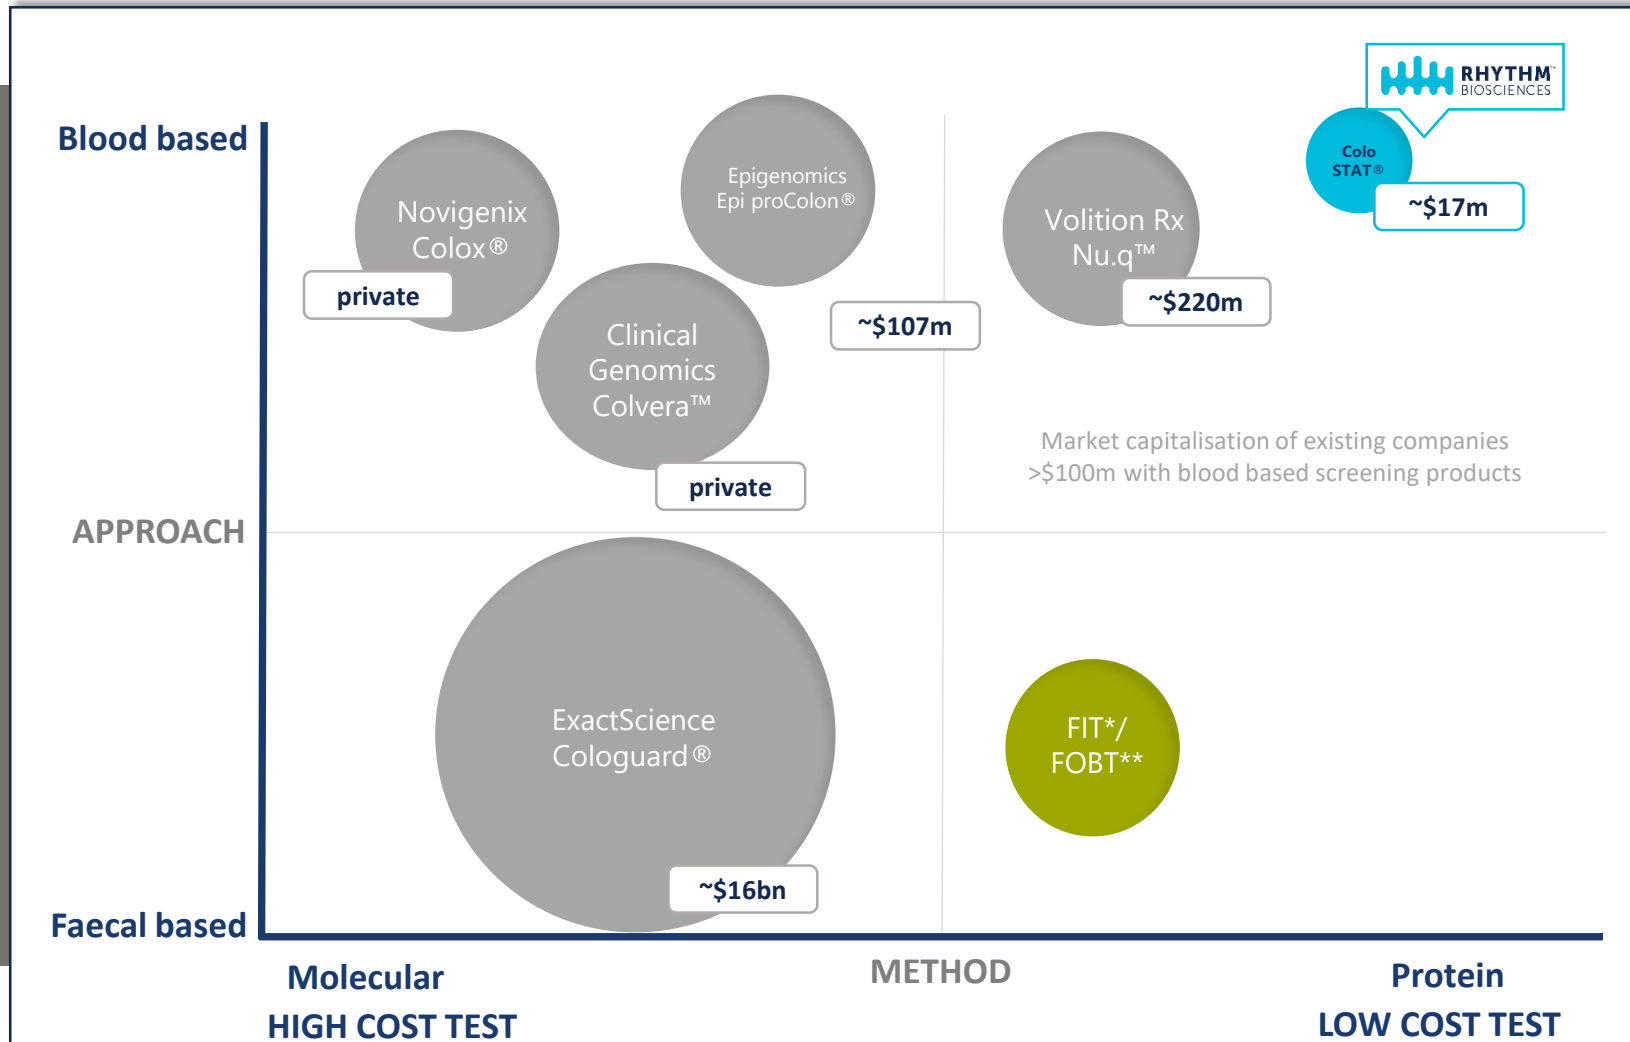 RHYTHM™
BIOSCIENCES
Blood based
Colo
STAT®
~$17m
Epigenomics
Epi proColon®
~$107m
Novigenix
Colox®
private
Volition Rx
Nu.q™
~$220m
Clinical
Genomics
Colvera™
private
Market capitalisation of existing companies
>$100m with blood based screening products
APPROACH
ExactScience
Cologuard®
~$16bn
FIT*/
FOBT**
Faecal based
METHOD
Molecular
HIGH COST TEST
Protein
LOW COST TEST